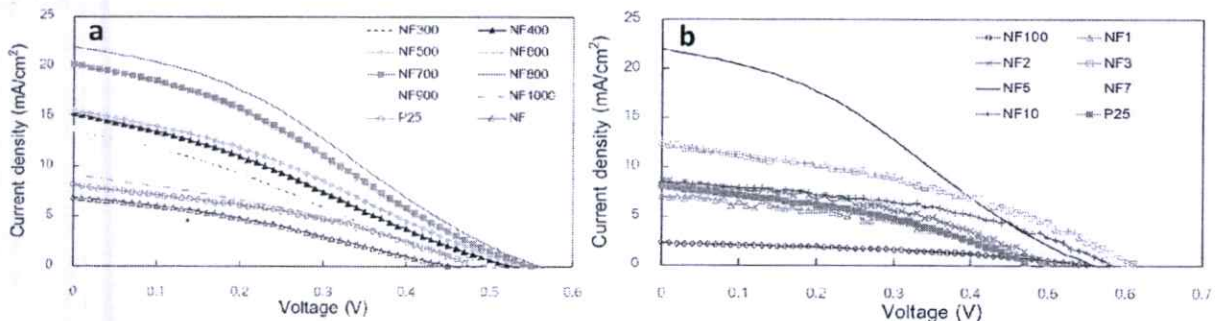 a
NF300 NF400
NF500 NF600
NF700 NF800
NF900 NF1000
P25 NF
Current density (mA/cm²)
25
20
15
10
5
0
0 0.1 0.2 0.3 0.4 0.5 0.6
Voltage (V)
b
NF100 NF1
NF2 NF3
NF5 NF7
NF10 P25
Current density (mA/cm²)
25
20
15
10
5
0
0 0.1 0.2 0.3 0.4 0.5 0.6 0.7
Voltage (V)